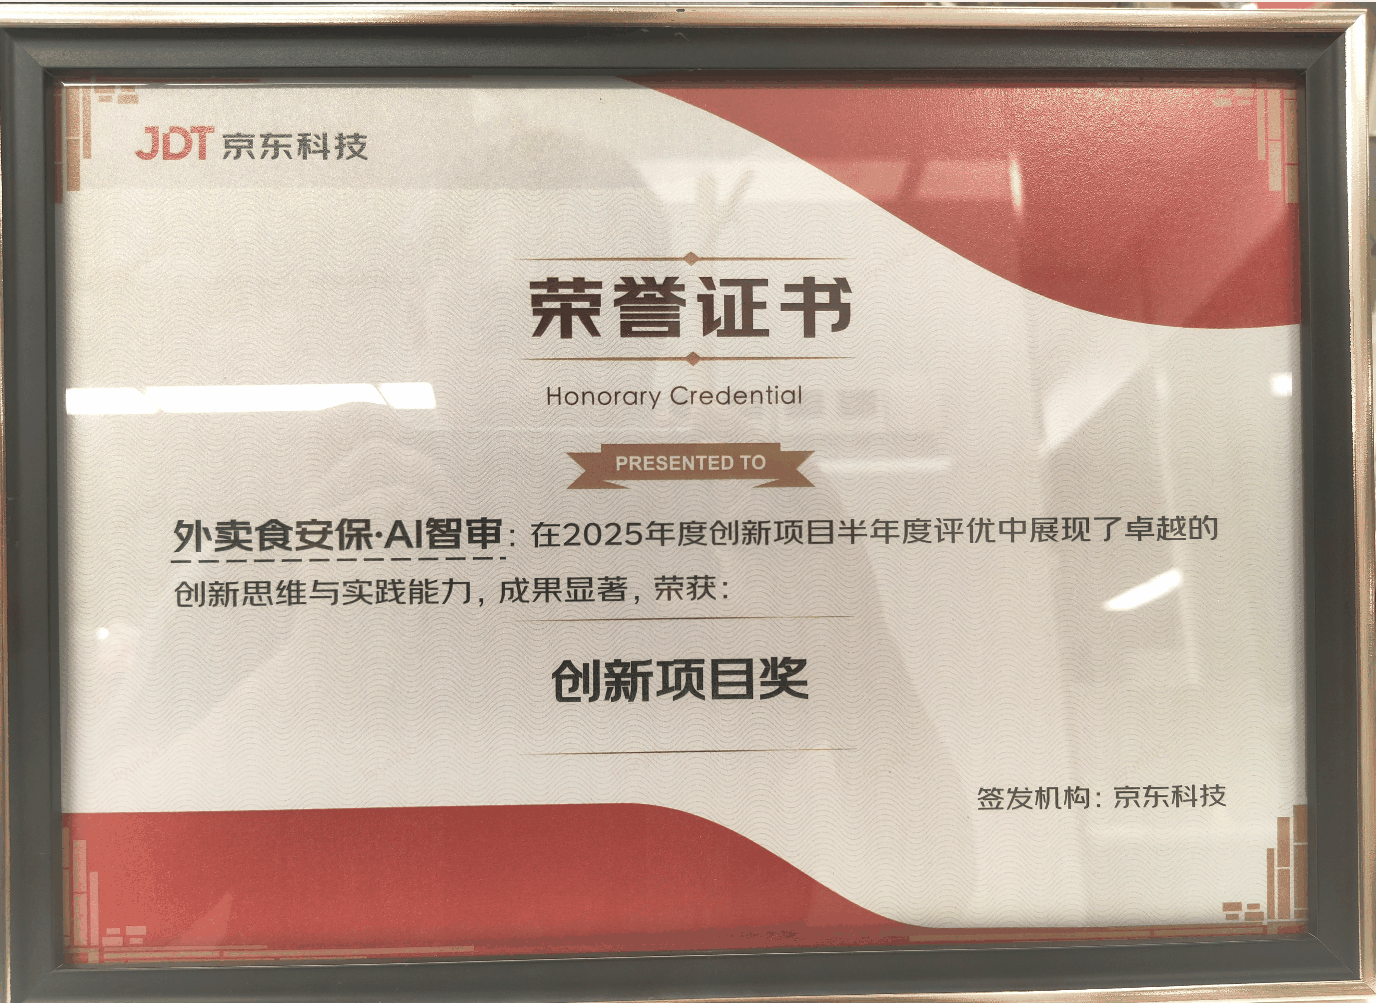 JDT 京东科技
荣誉证书
Honorary Credential
PRESENTED TO
外卖食安保·AI智审：在2025年度创新项目半年度评优中展现了卓越的
创新思维与实践能力，成果显著，荣获：
创新项目奖
签发机构：京东科技